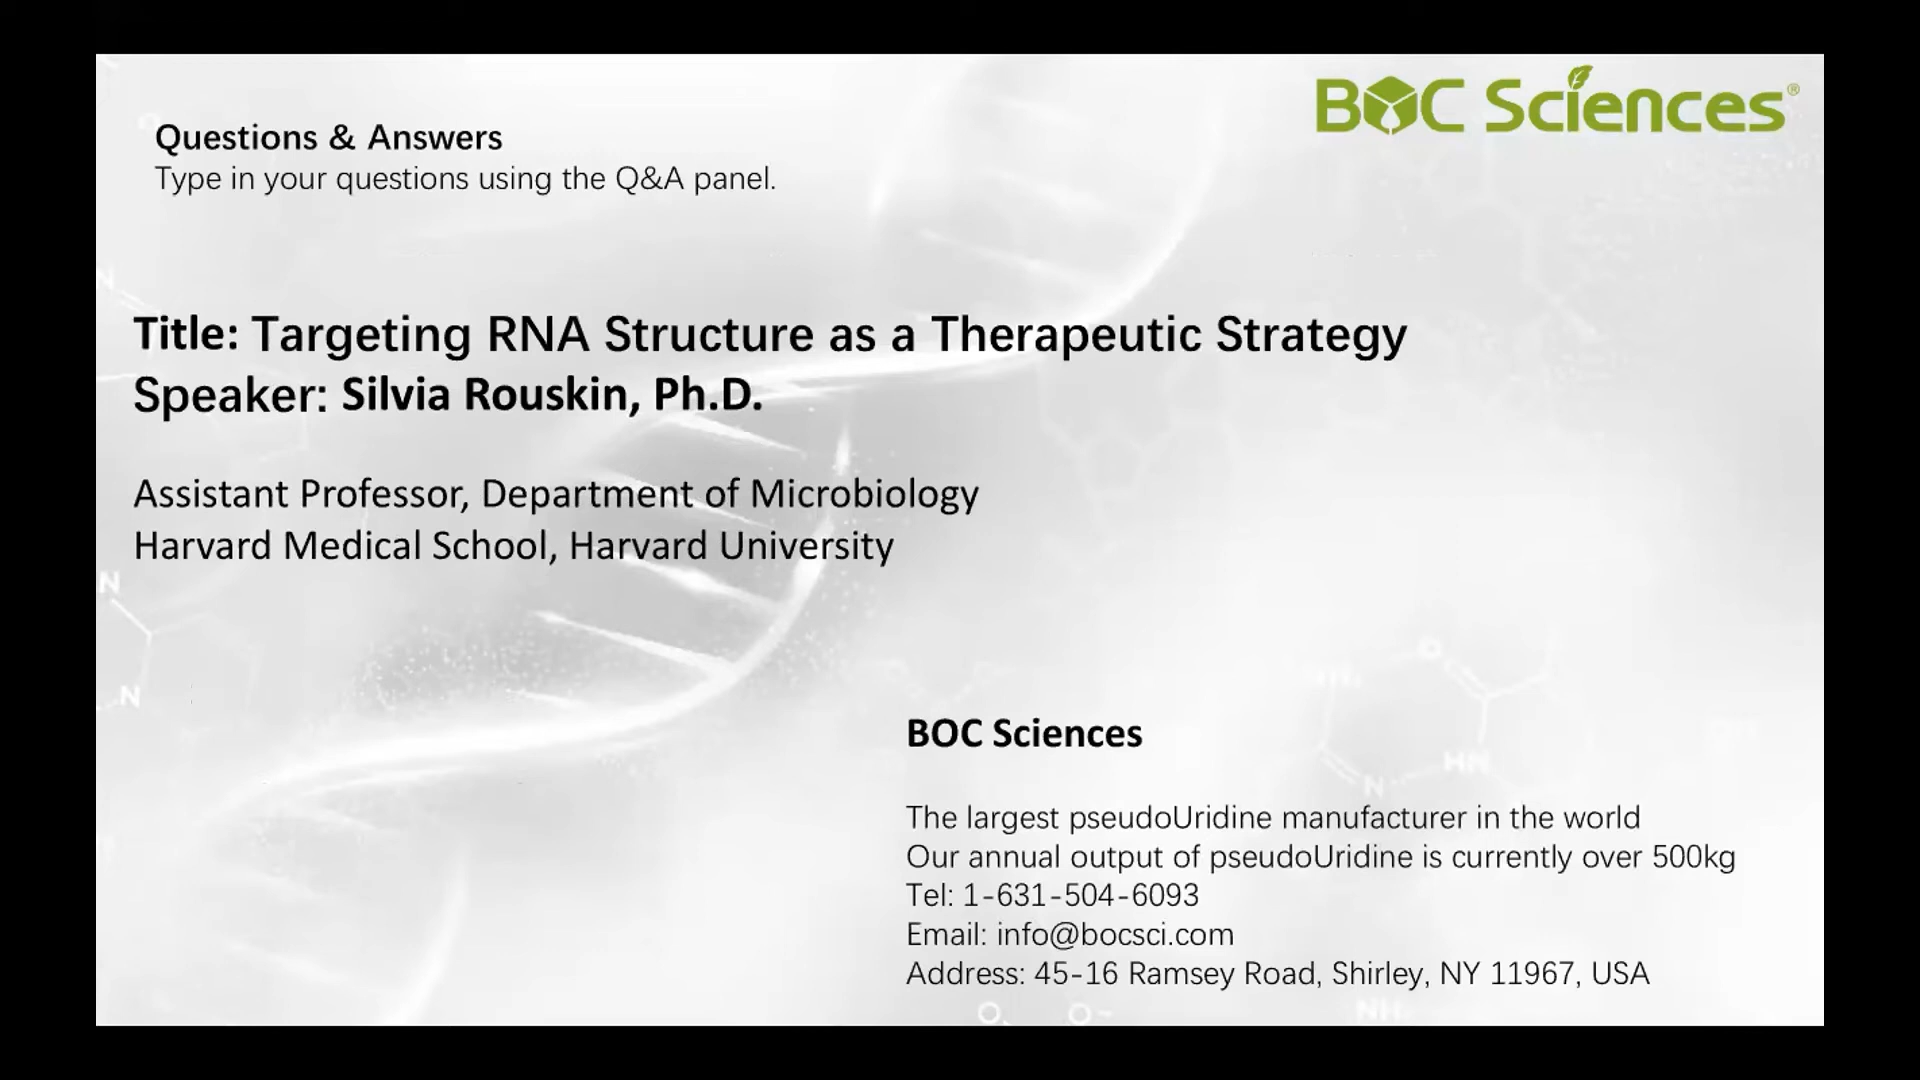 BOC Sciences®
Questions & Answers
Type in your questions using the Q&A panel.
Title: Targeting RNA Structure as a Therapeutic Strategy
Speaker: Silvia Rouskin, Ph.D.
Assistant Professor, Department of Microbiology
Harvard Medical School, Harvard University
N
N
O
N
HN
BOC Sciences
The largest pseudoUridine manufacturer in the world
Our annual output of pseudoUridine is currently over 500kg
Tel: 1-631-504-6093
Email: info@bocsci.com
Address: 45-16 Ramsey Road, Shirley, NY 11967, USA
O
O-
NH